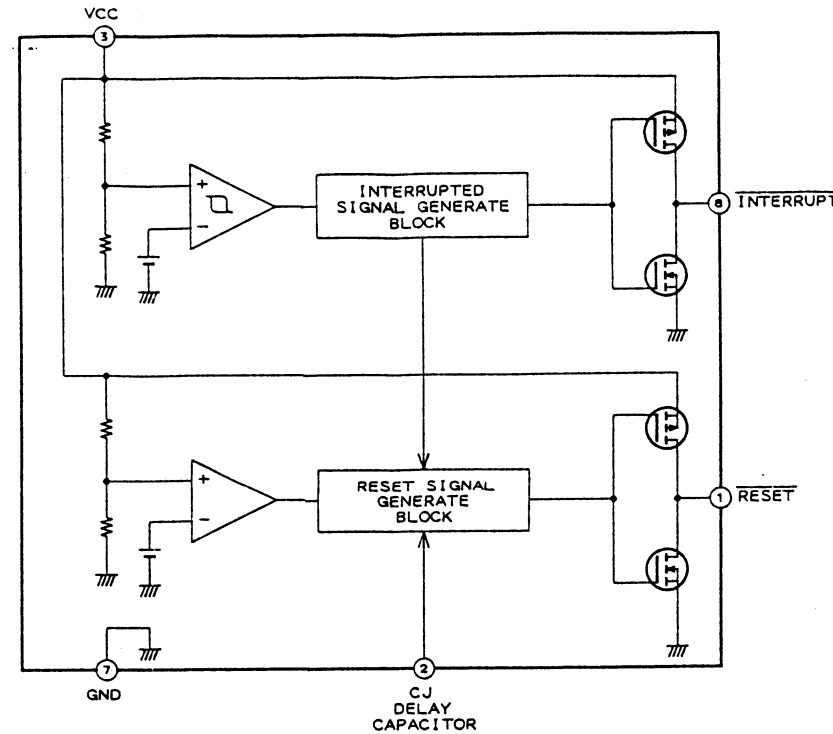 VCC
3
+
−
INTERRUPTED
SIGNAL GENERATE
BLOCK
8
INTERRUPT
+
−
RESET SIGNAL
GENERATE
BLOCK
1
RESET
7
GND
2
CJ
DELAY
CAPACITOR